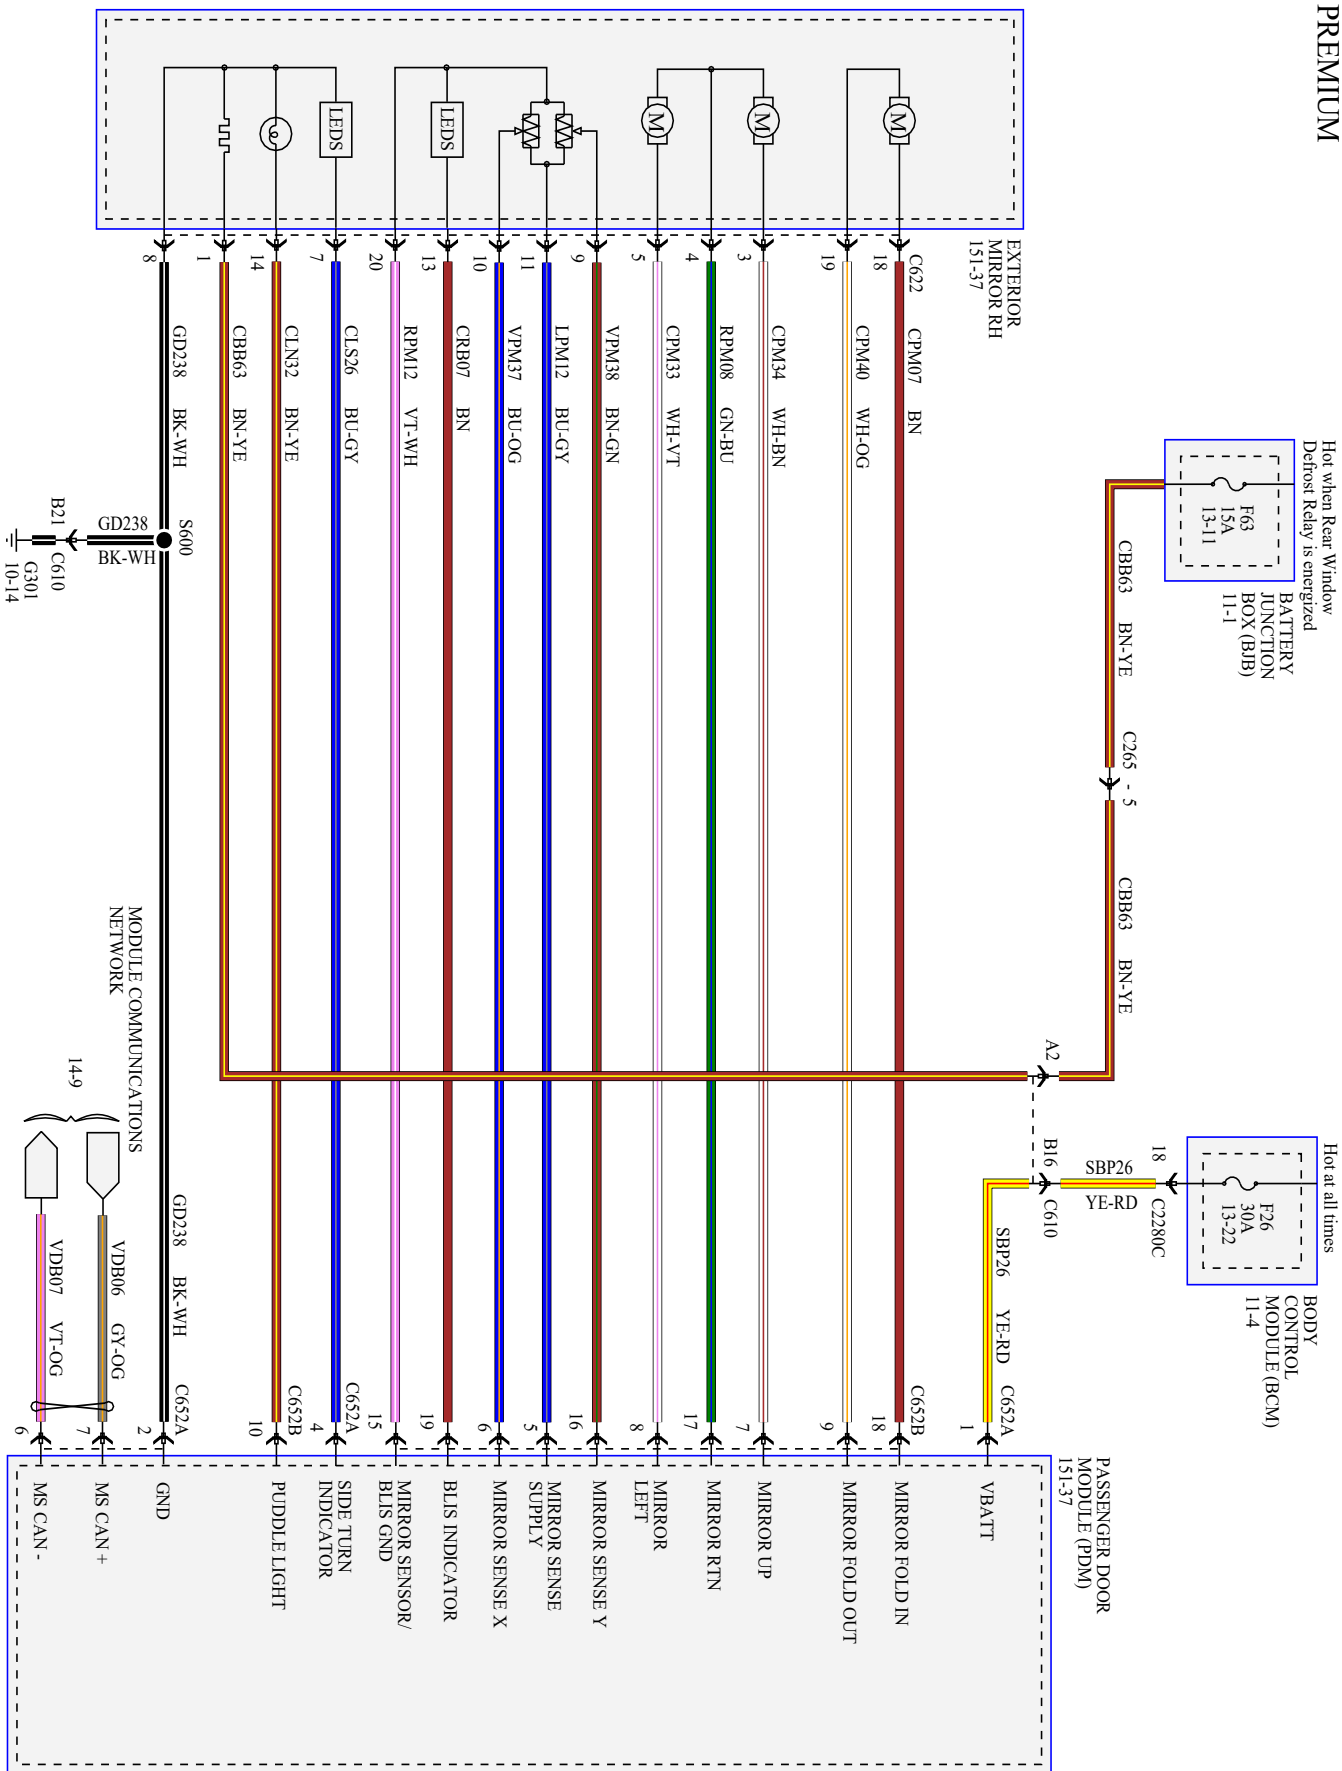 PREMIUM
Hot when Rear Window
Defrost Relay is energized
F63
15A
13-11
BATTERY
JUNCTION
BOX (BJB)
11-1
Hot at all times
F26
30A
13-22
BODY
CONTROL
MODULE (BCM)
11-4
CBB63 BN-YE
C265 - 5
CBB63 BN-YE
A2
18 C2280C
SBP26
YE-RD
B16 C610
SBP26 YE-RD
C652A
1
VBATT
PASSENGER DOOR
MODULE (PDM)
151-37
EXTERIOR
MIRROR RH
151-37
C622
M
18 CPM07 BN C652B 18 MIRROR FOLD IN
19 CPM40 WH-OG 9 MIRROR FOLD OUT
M
3 CPM34 WH-BN 7 MIRROR UP
4 RPM08 GN-BU 17 MIRROR RTN
M
5 CPM33 WH-VT 8 MIRROR
LEFT
9 VPM38 BN-GN 16 MIRROR SENSE Y
11 LPM12 BU-GY 5 MIRROR SENSE
SUPPLY
10 VPM37 BU-OG 6 MIRROR SENSE X
LEDS
13 CRB07 BN 19 BLIS INDICATOR
20 RPM12 VT-WH 15 MIRROR SENSOR/
BLIS GND
LEDS
7 CLS26 BU-GY C652A 4 SIDE TURN
INDICATOR
14 CLN32 BN-YE C652B 10 PUDDLE LIGHT
1 CBB63 BN-YE
8 GD238 BK-WH S600 GD238 BK-WH C652A 2 GND
GD238
BK-WH
B21 C610
G301
10-14
MODULE COMMUNICATIONS
NETWORK
14-9
VDB06 GY-OG 7 MS CAN +
VDB07 VT-OG 6 MS CAN -